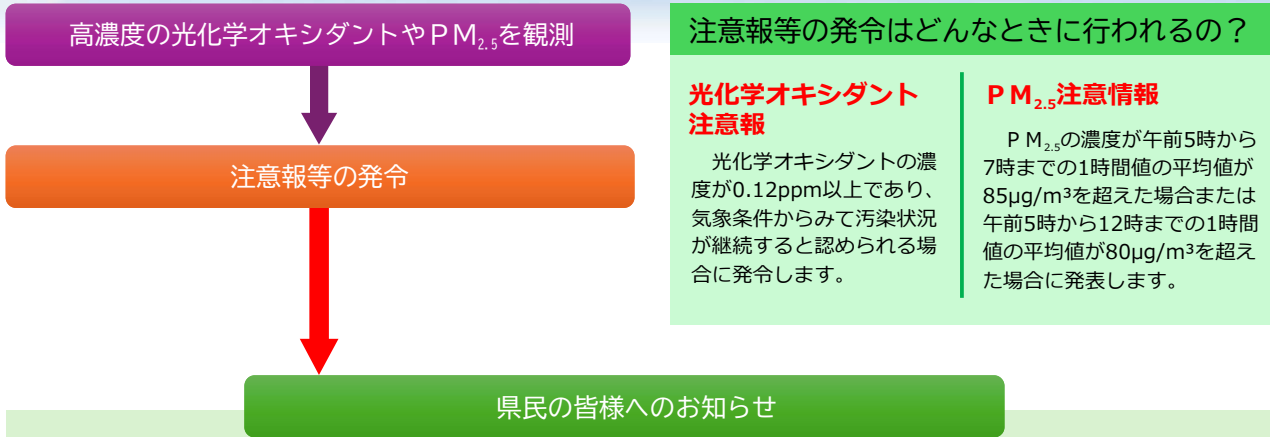 高濃度の光化学オキシダントやPM2.5を観測
注意報等の発令
県民の皆様へのお知らせ
注意報等の発令はどんなときに行われるの？
光化学オキシダント
注意報
光化学オキシダントの濃
度が0.12ppm以上であり、
気象条件からみて汚染状況
が継続すると認められる場
合に発令します。
ＰＭ2.5注意情報
ＰＭ2.5の濃度が午前5時から
7時までの1時間値の平均値が
85μg/m³を超えた場合または
午前5時から12時までの1時間
値の平均値が80μg/m³を超え
た場合に発表します。